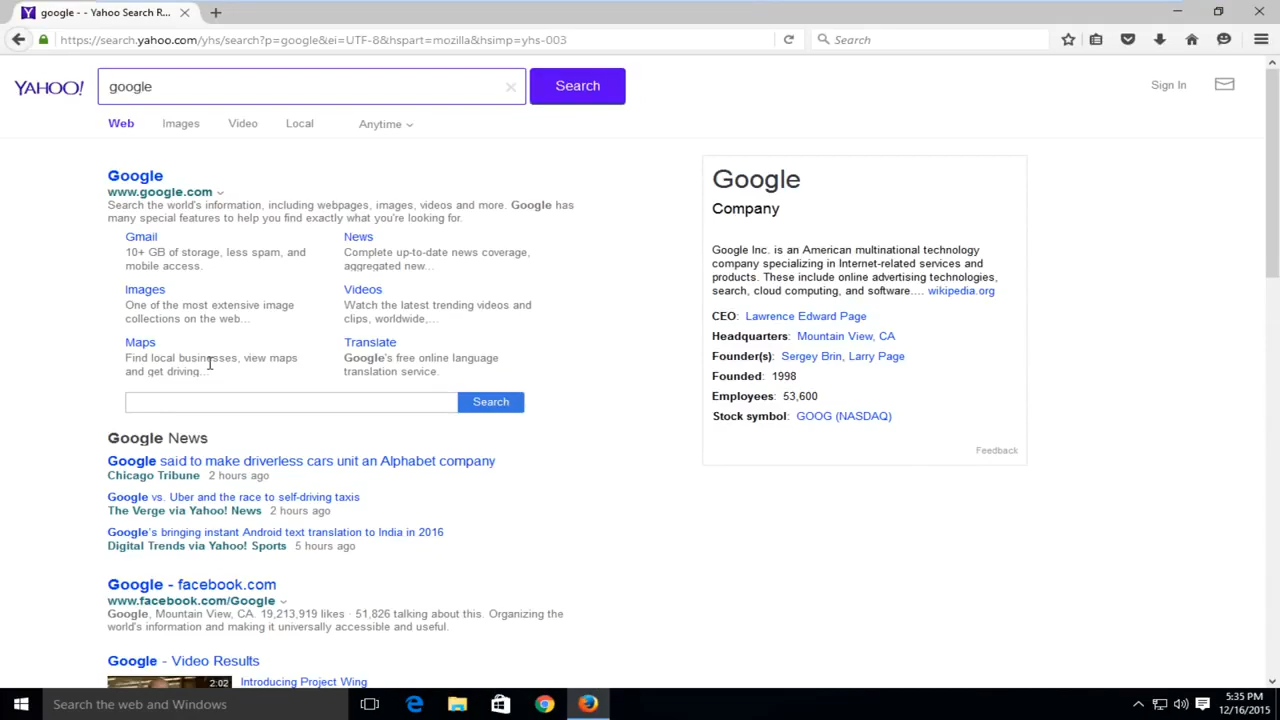 google - - Yahoo Search R...
https://search.yahoo.com/yhs/search?p=google&ei=UTF-8&hspart=mozilla&hsimp=yhs-003
Search
YAHOO!
google
Search
Sign In
Web Images Video Local Anytime
Google
www.google.com
Search the world's information, including webpages, images, videos and more. Google has
many special features to help you find exactly what you're looking for.
Gmail
10+ GB of storage, less spam, and
mobile access.
News
Complete up-to-date news coverage,
aggregated new...
Images
One of the most extensive image
collections on the web...
Videos
Watch the latest trending videos and
clips, worldwide,...
Maps
Find local businesses, view maps
and get driving...
Translate
Google's free online language
translation service.
Search
Google News
Google said to make driverless cars unit an Alphabet company
Chicago Tribune 2 hours ago
Google vs. Uber and the race to self-driving taxis
The Verge via Yahoo! News 2 hours ago
Google's bringing instant Android text translation to India in 2016
Digital Trends via Yahoo! Sports 5 hours ago
Google - facebook.com
www.facebook.com/Google
Google, Mountain View, CA. 19,213,919 likes · 51,826 talking about this. Organizing the
world's information and making it universally accessible and useful.
Google - Video Results
2:02
Introducing Project Wing
Google
Company
Google Inc. is an American multinational technology
company specializing in Internet-related services and
products. These include online advertising technologies,
search, cloud computing, and software.... wikipedia.org
CEO: Lawrence Edward Page
Headquarters: Mountain View, CA
Founder(s): Sergey Brin, Larry Page
Founded: 1998
Employees: 53,600
Stock symbol: GOOG (NASDAQ)
Feedback
Search the web and Windows
5:35 PM
12/16/2015